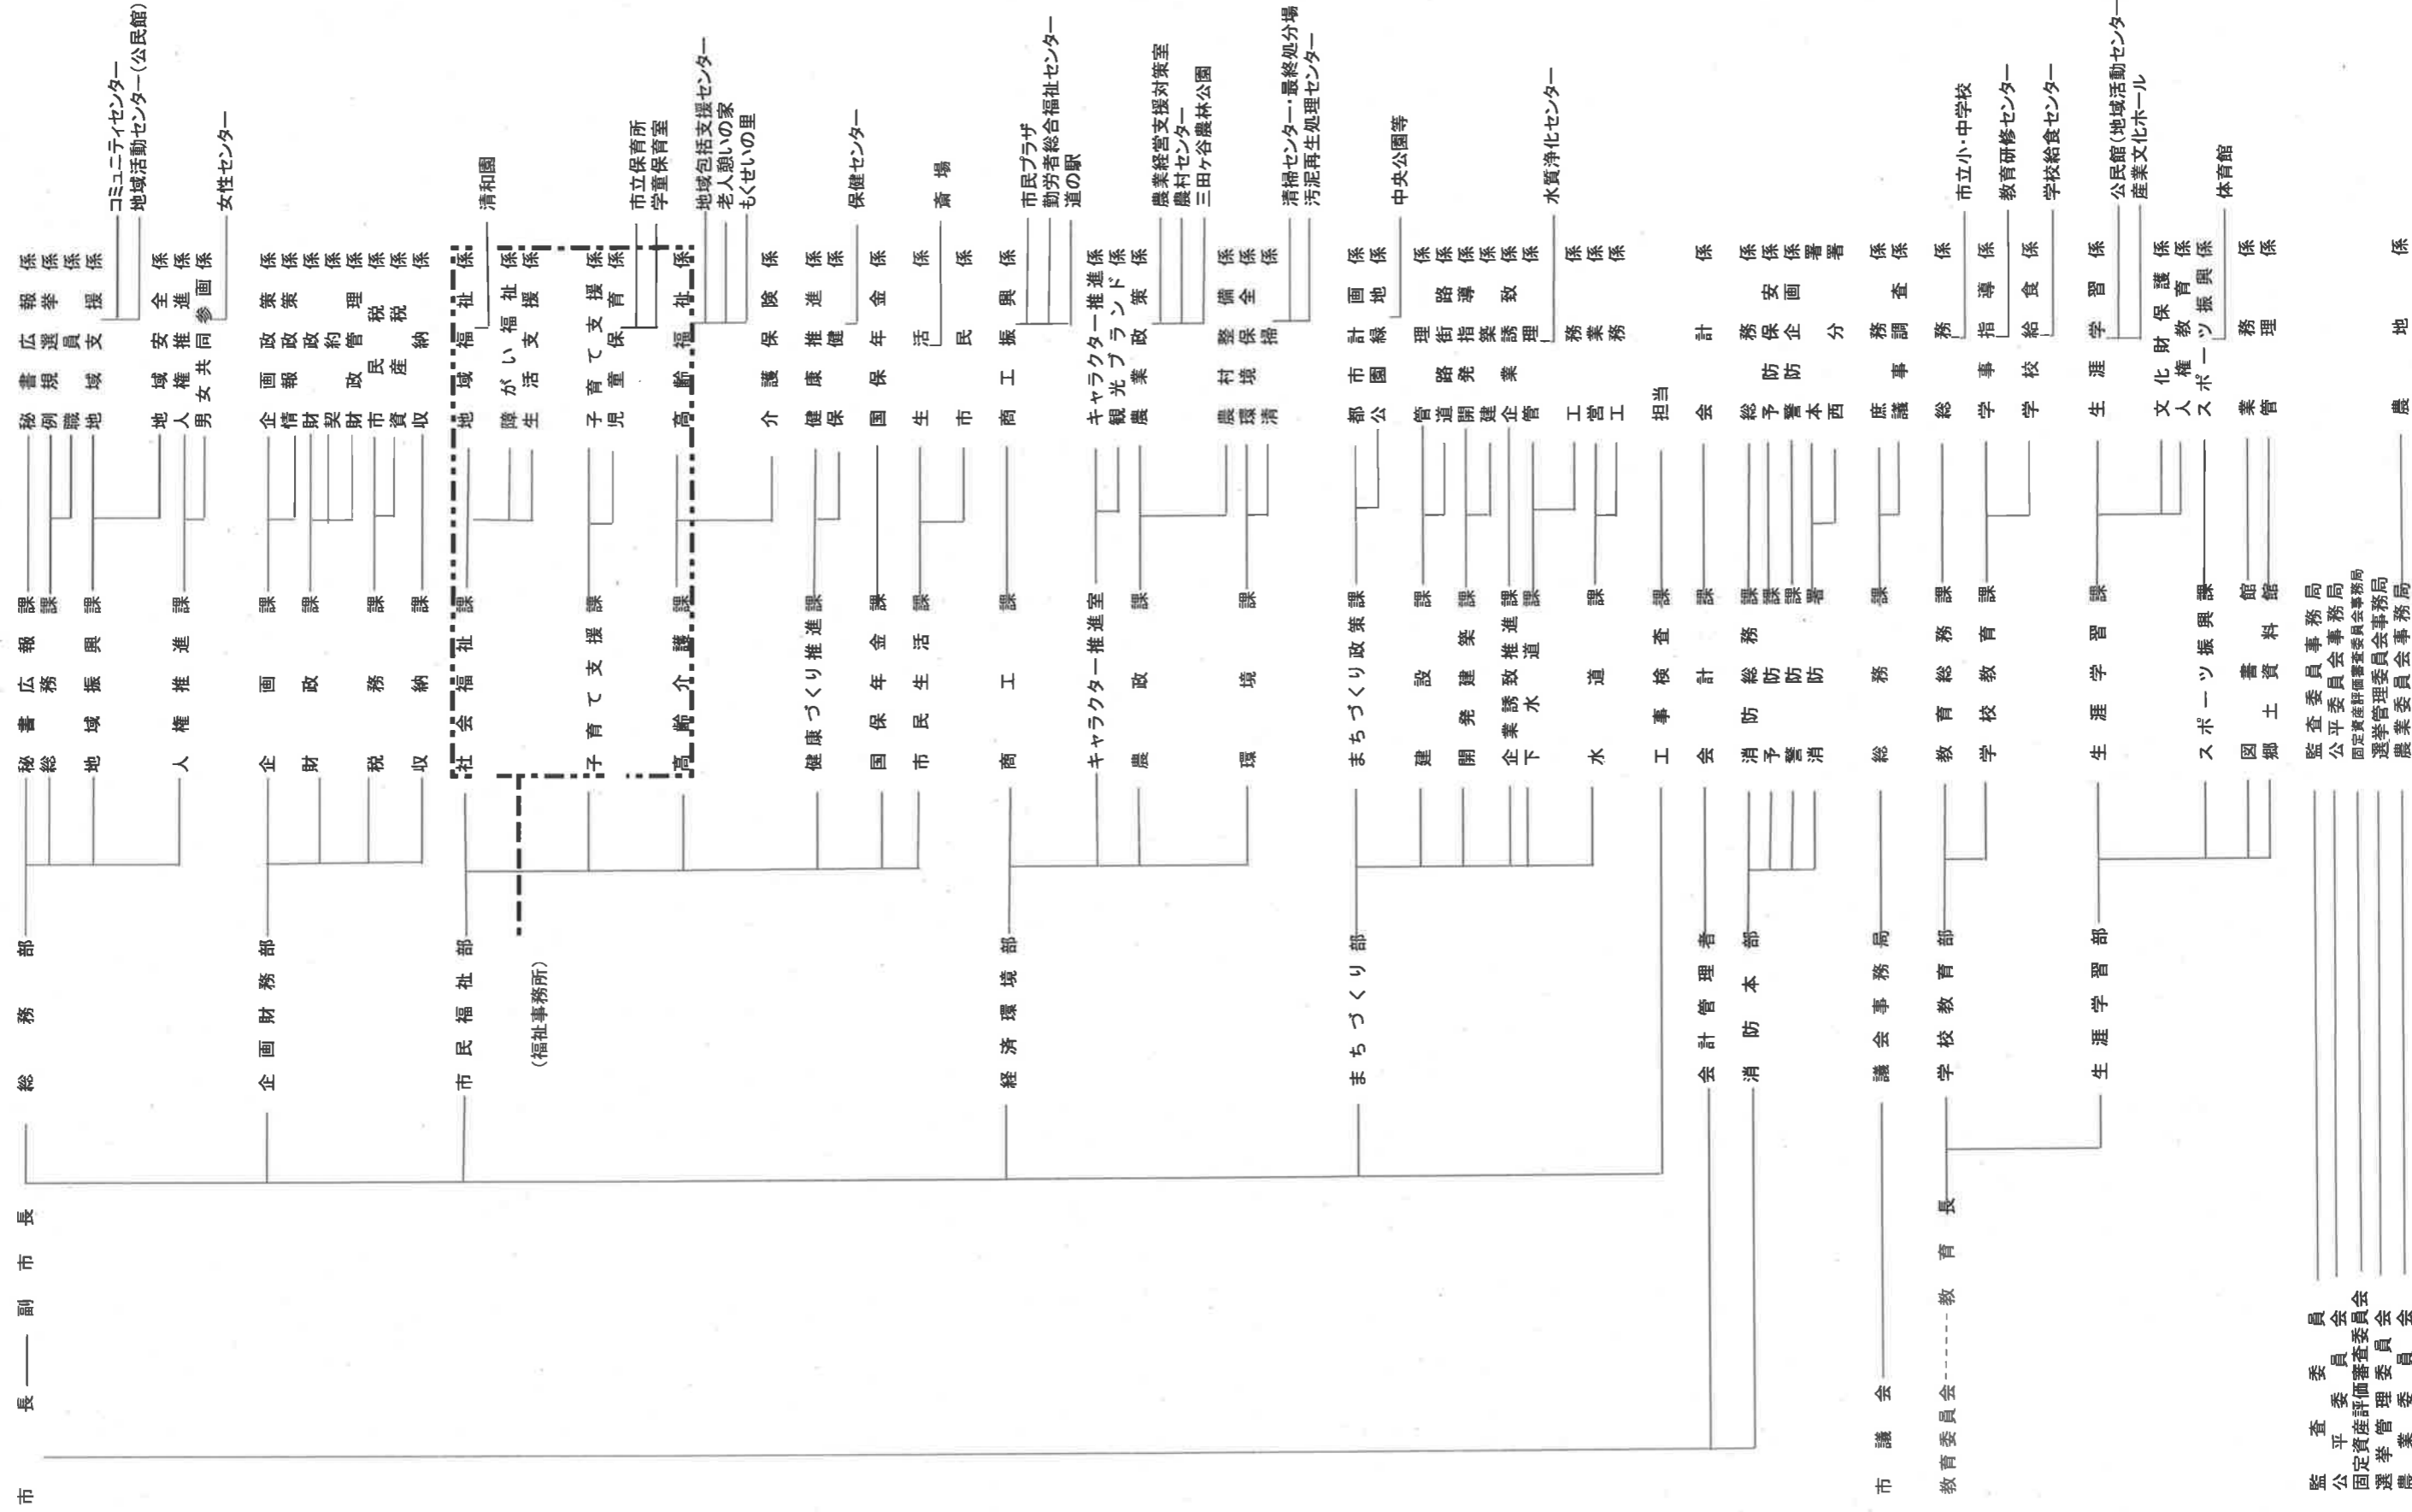 市長 副市長 総務部 秘書広報課 秘書広報係
総務課 例規選挙係
職員係
地域振興課 地域支援係
コミュニティセンター
地域活動センター(公民館)
地域安全係
人権推進課 人権推進係
男女共同参画係
女性センター
企画財務部 企画課 企画政策係
情報政策係
財政課 財政係
契約係
財政管理係
税務課 市民税係
資産税係
収納課 収納係
市民福祉部 社会福祉課 地域福祉係
清和園
障がい福祉係
生活支援係
(福祉事務所)
子育て支援課 子育て支援係
児童保育係
市立保育所
学童保育室
高齢介護課 高齢福祉係
地域包括支援センター
老人憩いの家
もくせいの里
介護保険係
健康づくり推進課 健康推進係
保健係
保健センター
国保年金課 国保年金係
市民生活課 生活係
斎場
市民係
経済環境部 商工課 商工振興係
市民プラザ
勤労者総合福祉センター
道の駅
キャラクター推進室 キャラクター推進係
観光ブランド係
農政課 農業政策係
農業経営支援対策室
農村センター
三田ヶ谷農林公園
農村整備係
環境課 環境保全係
清掃係
清掃センター・最終処分場
汚泥再生処理センター
まちづくり部 まちづくり政策課 都市計画係
公園緑地係
中央公園等
建設課 管理係
道路街路係
開発建築課 開発指導係
建築係
企業誘致推進課 企業誘致係
下水道課 管理係
水質浄化センター
工務係
水道課 営業係
工務係
工事検査課 担当
会計管理者 会計課 会計係
消防本部 消防総務課 総務係
予防課 予防保安係
警防課 警防企画係
消防署 本署
西分署
市議会 議会事務局 総務課 庶務係
議事調査係
教育委員会 教育長 学校教育部 教育総務課 総務係
市立小・中学校
学校教育課 学事指導係
教育研修センター
学校給食係
学校給食センター
生涯学習部 生涯学習課 生涯学習係
公民館(地域活動センター
産業文化ホール
文化財保護係
人権教育係
スポーツ振興課 スポーツ振興係
体育館
図書館 業務係
郷土資料館 管理係
監査委員 監査委員事務局
公平委員会 公平委員会事務局
固定資産評価審査委員会 固定資産評価審査委員会事務局
選挙管理委員会 選挙管理委員会事務局
農業委員会 農業委員会事務局 農地係